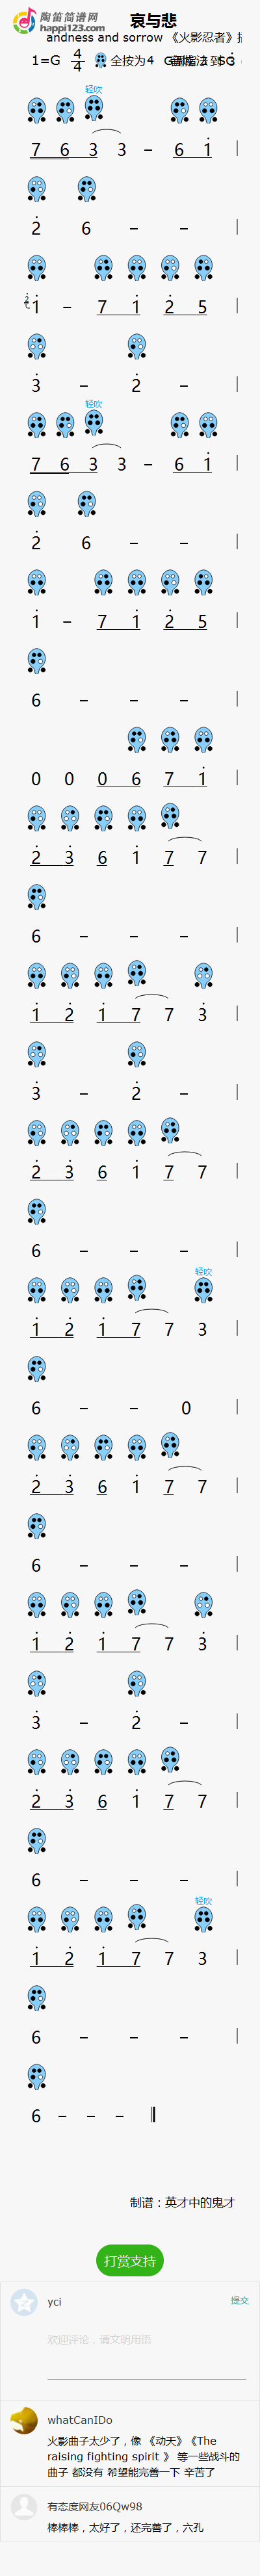 陶笛简谱网
happi123.com
哀与悲
andness and sorrow 《火影忍者》插
1=G 4/4 全按为4
轻吹
7 6 3 3 - 6 1̇ |
2̇ 6 - - |
1̇ - 7 1̇ 2̇ 5 |
3̇ - 2̇ - |
轻吹
7 6 3 3 - 6 1̇ |
2̇ 6 - - |
1̇ - 7 1̇ 2̇ 5 |
6 - - - |
0 0 0 6 7 1̇ |
2̇ 3̇ 6 1̇ 7 7 |
6 - - - |
1̇ 2̇ 1̇ 7 7 3̇ |
3̇ - 2̇ - |
2̇ 3̇ 6 1̇ 7 7 |
6 - - - |
轻吹
1̇ 2̇ 1̇ 7 7 3 |
6 - - 0 |
2̇ 3̇ 6 1̇ 7 7 |
6 - - - |
1̇ 2̇ 1̇ 7 7 3̇ |
3̇ - 2̇ - |
2̇ 3̇ 6 1̇ 7 7 |
6 - - - |
轻吹
1̇ 2̇ 1̇ 7 7 3 |
6 - - - |
6 - - - ‖
制谱：英才中的鬼才
打赏支持
yci 提交
欢迎评论，请文明用语
whatCanIDo
火影曲子太少了，像 《动天》《The
raising fighting spirit 》 等一些战斗的
曲子 都没有 希望能完善一下 辛苦了
有态度网友06Qw98
棒棒棒，太好了，还完善了，六孔